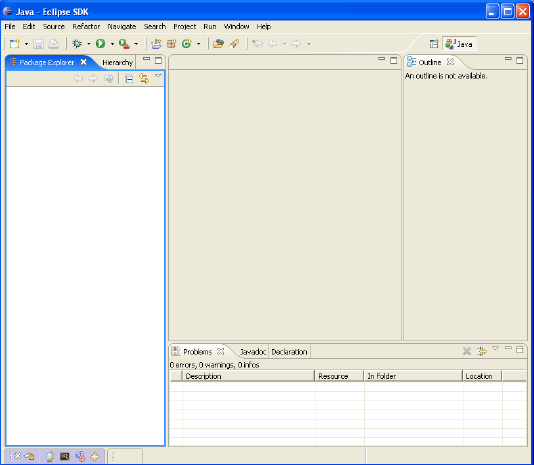 Java - Eclipse SDK
File Edit Source Refactor Navigate Search Project Run Window Help
Java
Package Explorer Hierarchy
Outline
An outline is not available.
Problems Javadoc Declaration
0 errors, 0 warnings, 0 infos
Description Resource In Folder Location